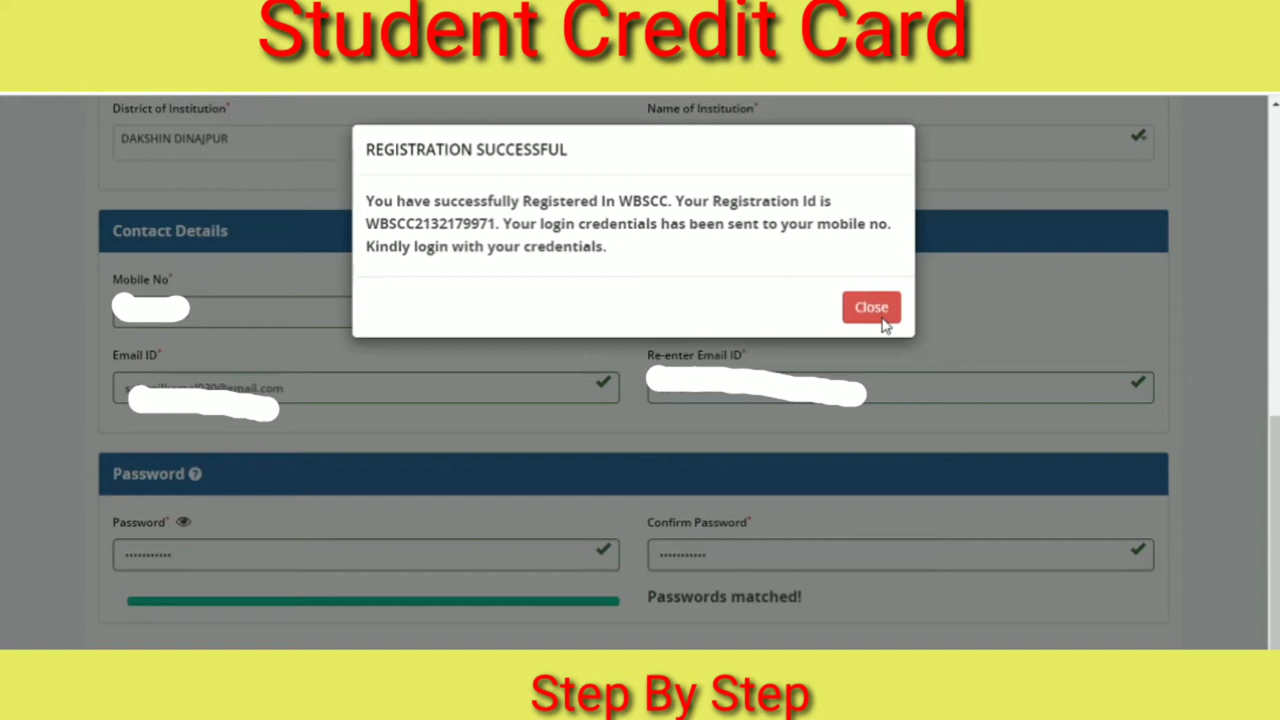 Student Credit Card
District of Institution*
Name of Institution*
DAKSHIN DINAJPUR
REGISTRATION SUCCESSFUL
You have successfully Registered In WBSCC. Your Registration Id is
WBSCC2132179971. Your login credentials has been sent to your mobile no.
Kindly login with your credentials.
Close
Contact Details
Mobile No*
Email ID*
Re-enter Email ID*
Password
Password*
Confirm Password*
Passwords matched!
Step By Step